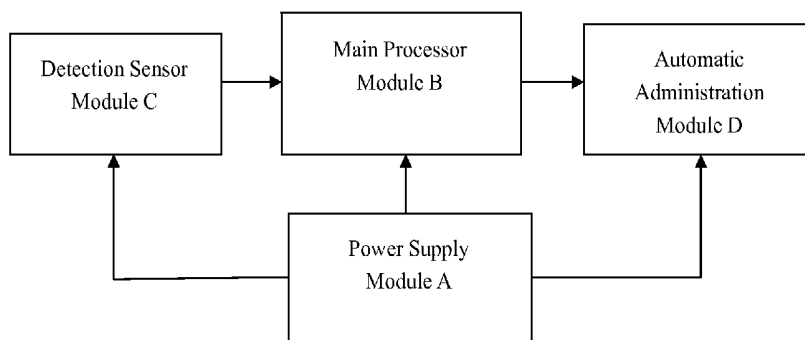 Detection Sensor
Module C
Main Processor
Module B
Automatic
Administration
Module D
Power Supply
Module A